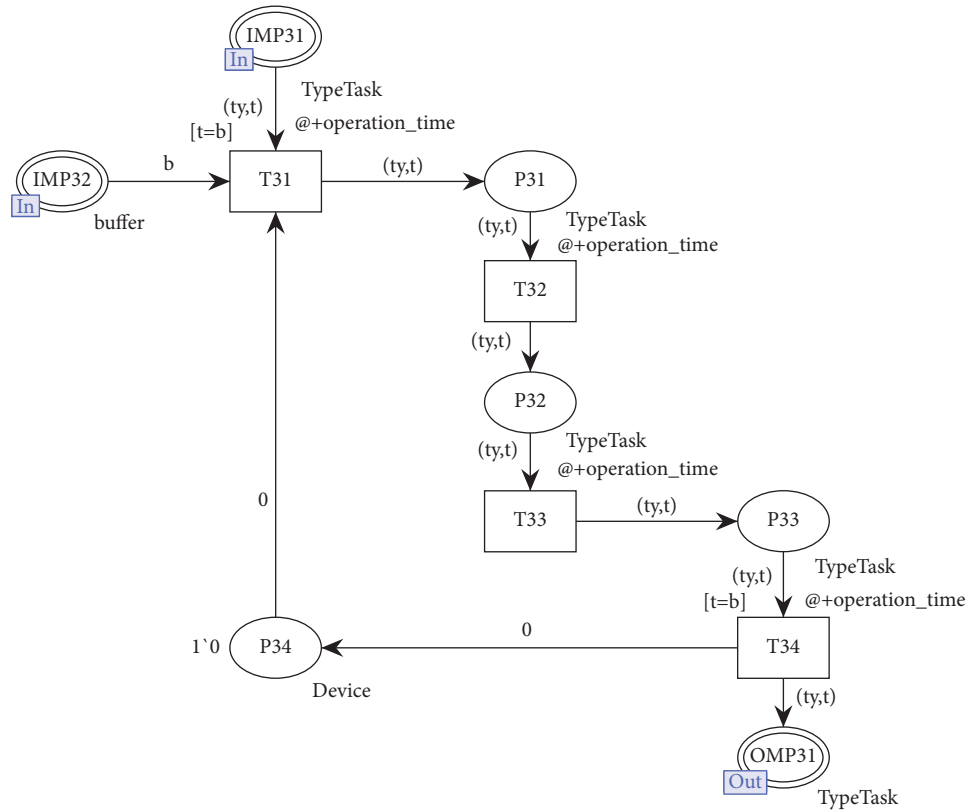 IMP31
In
TypeTask
(ty,t)
@+operation_time
[t=b]
IMP32
In
buffer
b
T31
(ty,t)
P31
(ty,t)
TypeTask
@+operation_time
T32
(ty,t)
P32
(ty,t)
TypeTask
@+operation_time
T33
(ty,t)
P33
(ty,t)
TypeTask
[t=b]
@+operation_time
0
1`0
P34
Device
0
T34
(ty,t)
OMP31
Out
TypeTask